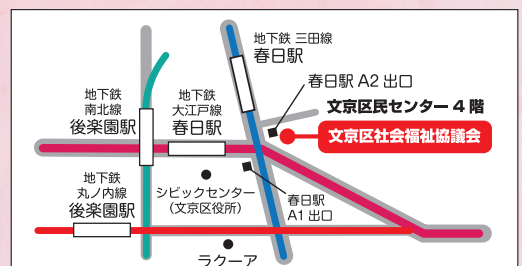 地下鉄 三田線
春日駅
春日駅 A2 出口
地下鉄
南北線
後楽園駅
地下鉄
大江戸線
春日駅
文京区民センター 4 階
文京区社会福祉協議会
地下鉄
丸ノ内線
後楽園駅
シビックセンター
(文京区役所)
春日駅
A1 出口
ラクーア